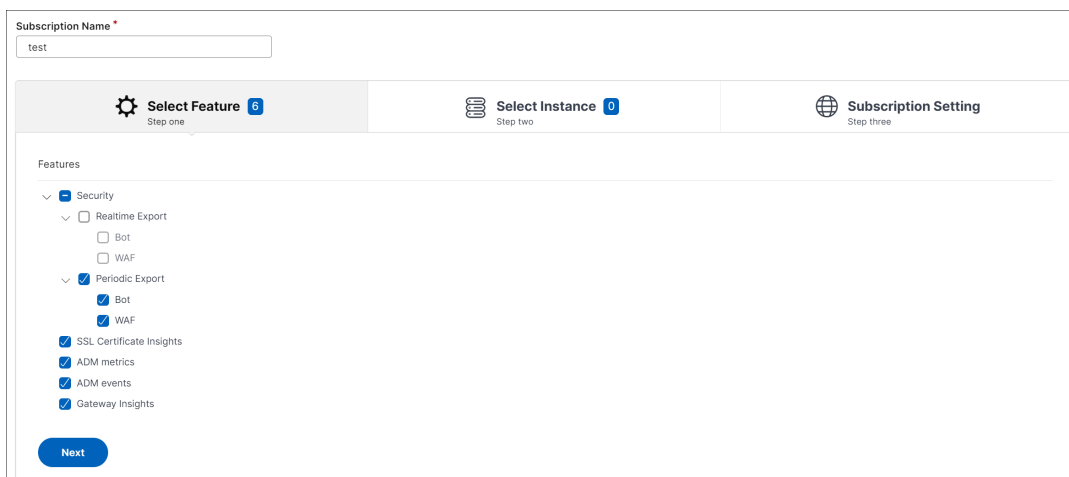 Subscription Name *
test
Select Feature 6
Step one
Select Instance 0
Step two
Subscription Setting
Step three
Features
Security
Realtime Export
Bot
WAF
Periodic Export
Bot
WAF
SSL Certificate Insights
ADM metrics
ADM events
Gateway Insights
Next